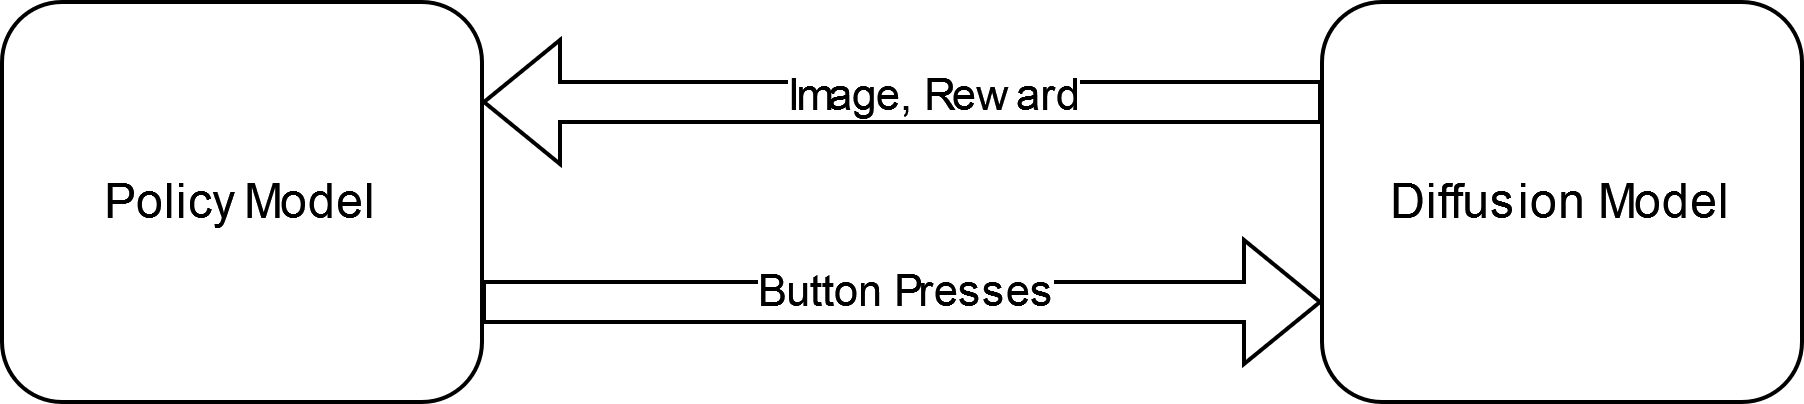 Image, Reward
Policy Model
Diffusion Model
Button Presses